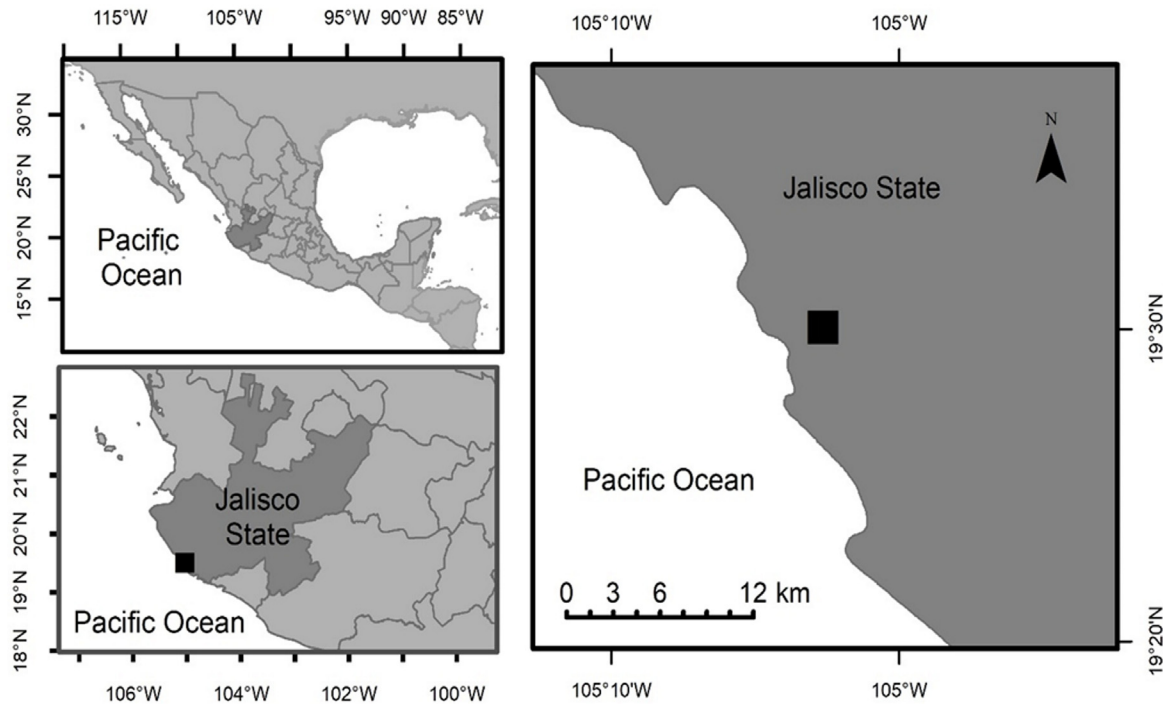 115°W 105°W 95°W 90°W 85°W
30°N
25°N
20°N
15°N
Pacific
Ocean
22°N
21°N
20°N
19°N
18°N
Jalisco
State
Pacific Ocean
106°W 104°W 102°W 100°W
105°10'W 105°W
N
Jalisco State
19°30'N
Pacific Ocean
0 3 6 12 km
19°20'N
105°10'W 105°W